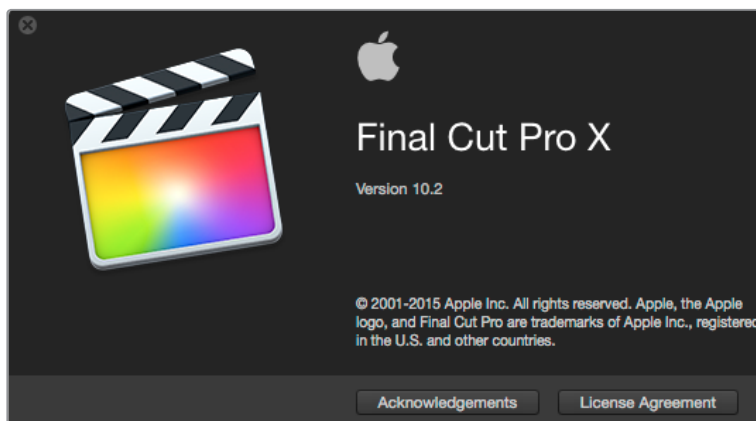 Final Cut Pro X
Version 10.2
© 2001-2015 Apple Inc. All rights reserved. Apple, the Apple
logo, and Final Cut Pro are trademarks of Apple Inc., registered
in the U.S. and other countries.
Acknowledgements
License Agreement